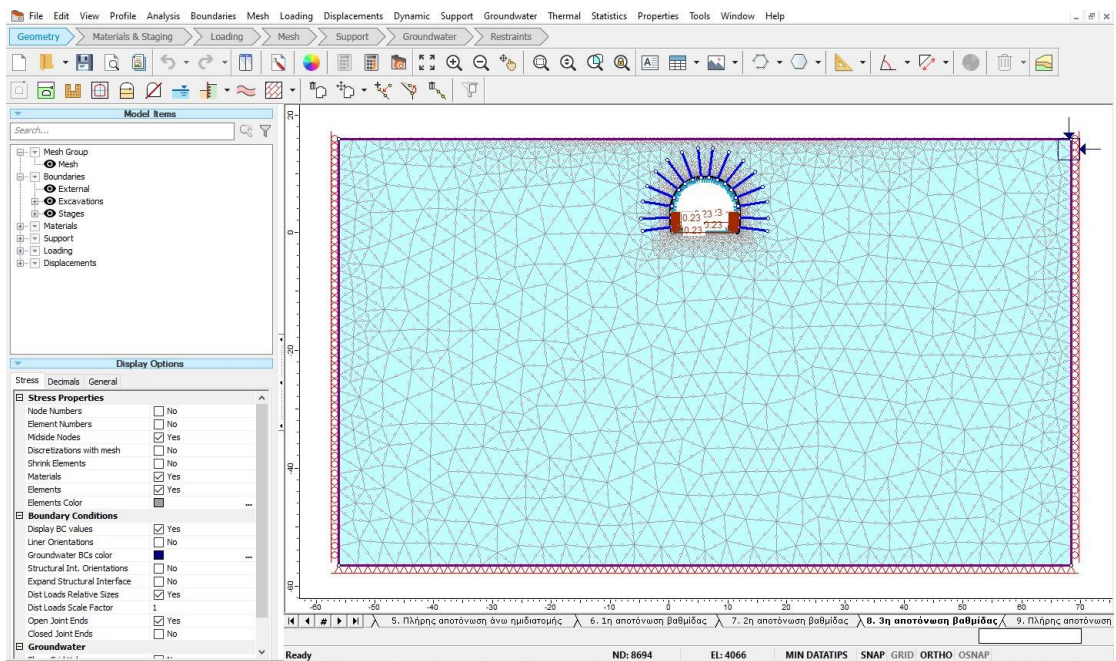 File Edit View Profile Analysis Boundaries Mesh Loading Displacements Dynamic Support Groundwater Thermal Statistics Properties Tools Window Help
Geometry Materials & Staging Loading Mesh Support Groundwater Restraints
Model Items
Search...
Mesh Group
Mesh
Boundaries
External
Excavations
Stages
Materials
Support
Loading
Displacements
Display Options
Stress Decimals General
Stress Properties
Node Numbers No
Element Numbers No
Midside Nodes Yes
Discretizations with mesh No
Shrink Elements No
Materials Yes
Elements Yes
Elements Color ...
Boundary Conditions
Display BC values Yes
Liner Orientations No
Groundwater BCs color ...
Structural Int. Orientations No
Expand Structural Interface No
Dist Loads Relative Sizes Yes
Dist Loads Scale Factor 1
Open Joint Ends Yes
Closed Joint Ends No
Groundwater
20
0
-20
-40
-60
0.23
0.23
-60 -50 -40 -30 -20 -10 0 10 20 30 40 50 60 70
5. Πλήρης αποτόνωση άνω ημιδιατομής 6. 1η αποτόνωση βαθμίδας 7. 2η αποτόνωση βαθμίδας 8. 3η αποτόνωση βαθμίδας 9. Πλήρης αποτόνωση
Ready ND: 8694 EL: 4066 MIN DATATIPS SNAP GRID ORTHO OSNAP